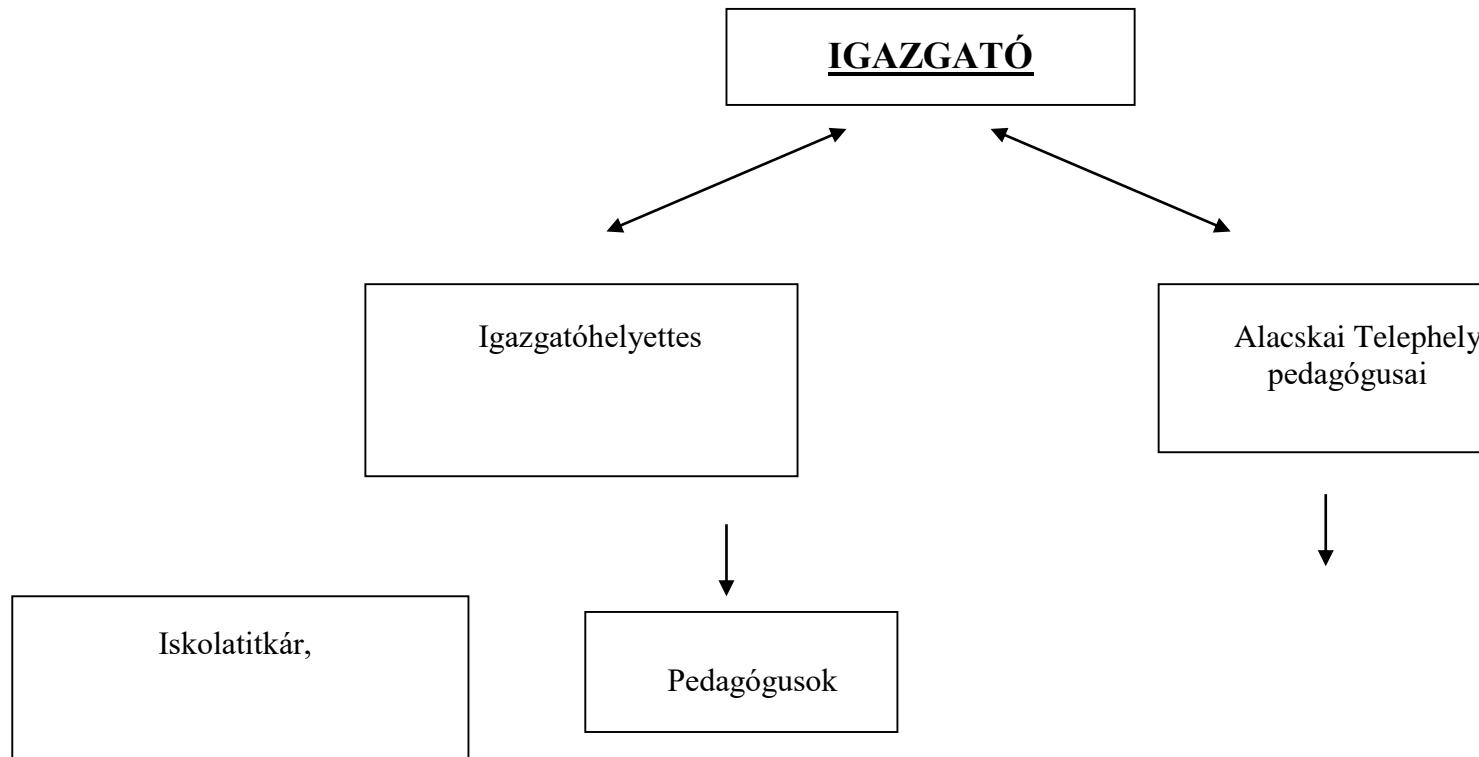 IGAZGATÓ
Igazgatóhelyettes
Alacskai Telephely
pedagógusai
Iskolatitkár,
Pedagógusok